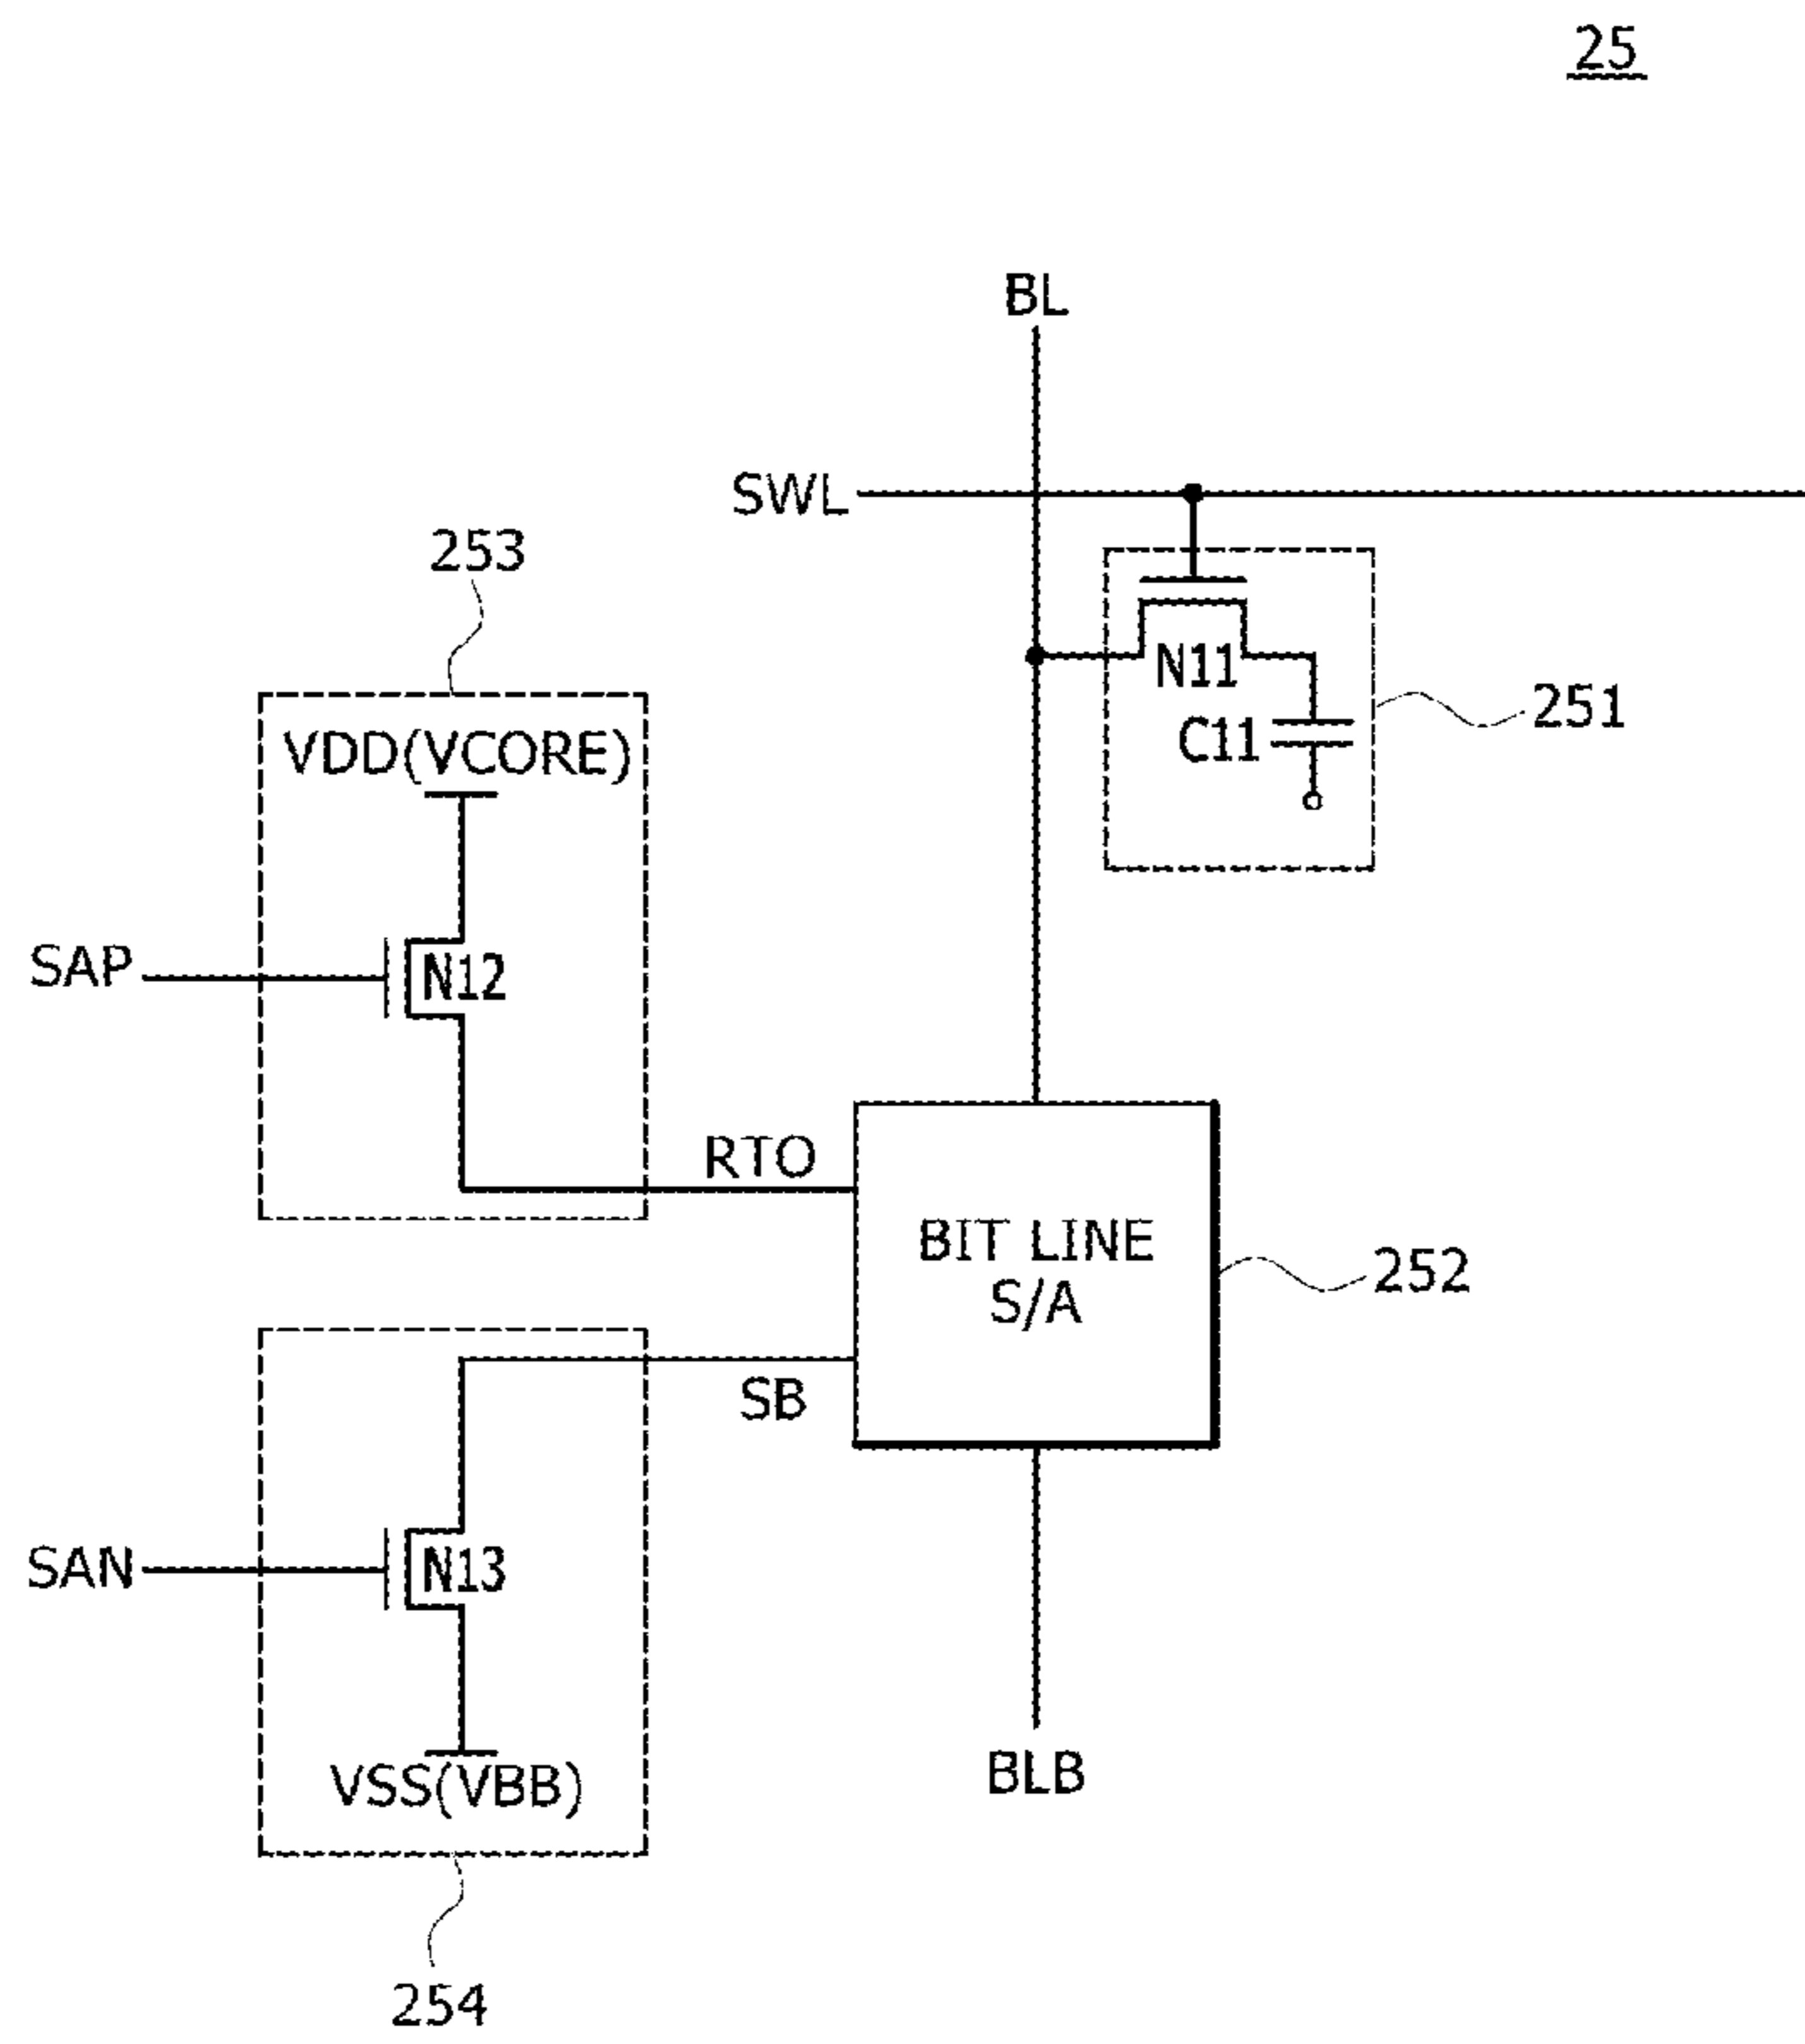 25
BL
SWL
253
N11
251
C11
VDD(VCORE)
SAP
N12
RTO
BIT LINE
S/A
252
SB
SAN
N13
VSS(VBB)
BLB
254